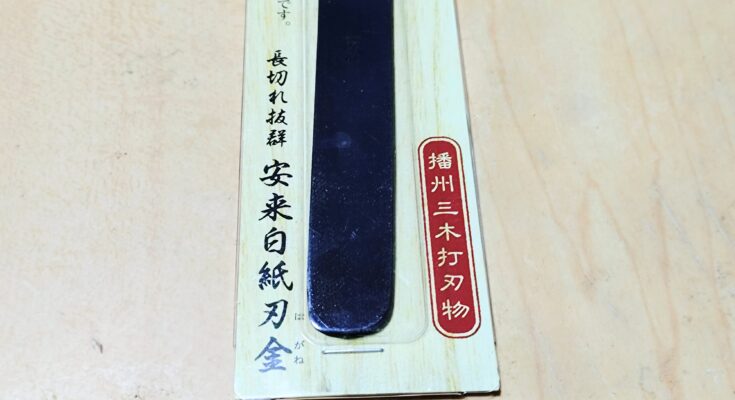 播州三木打刃物
です。
長切れ抜群
安来白紙刃金
はがね